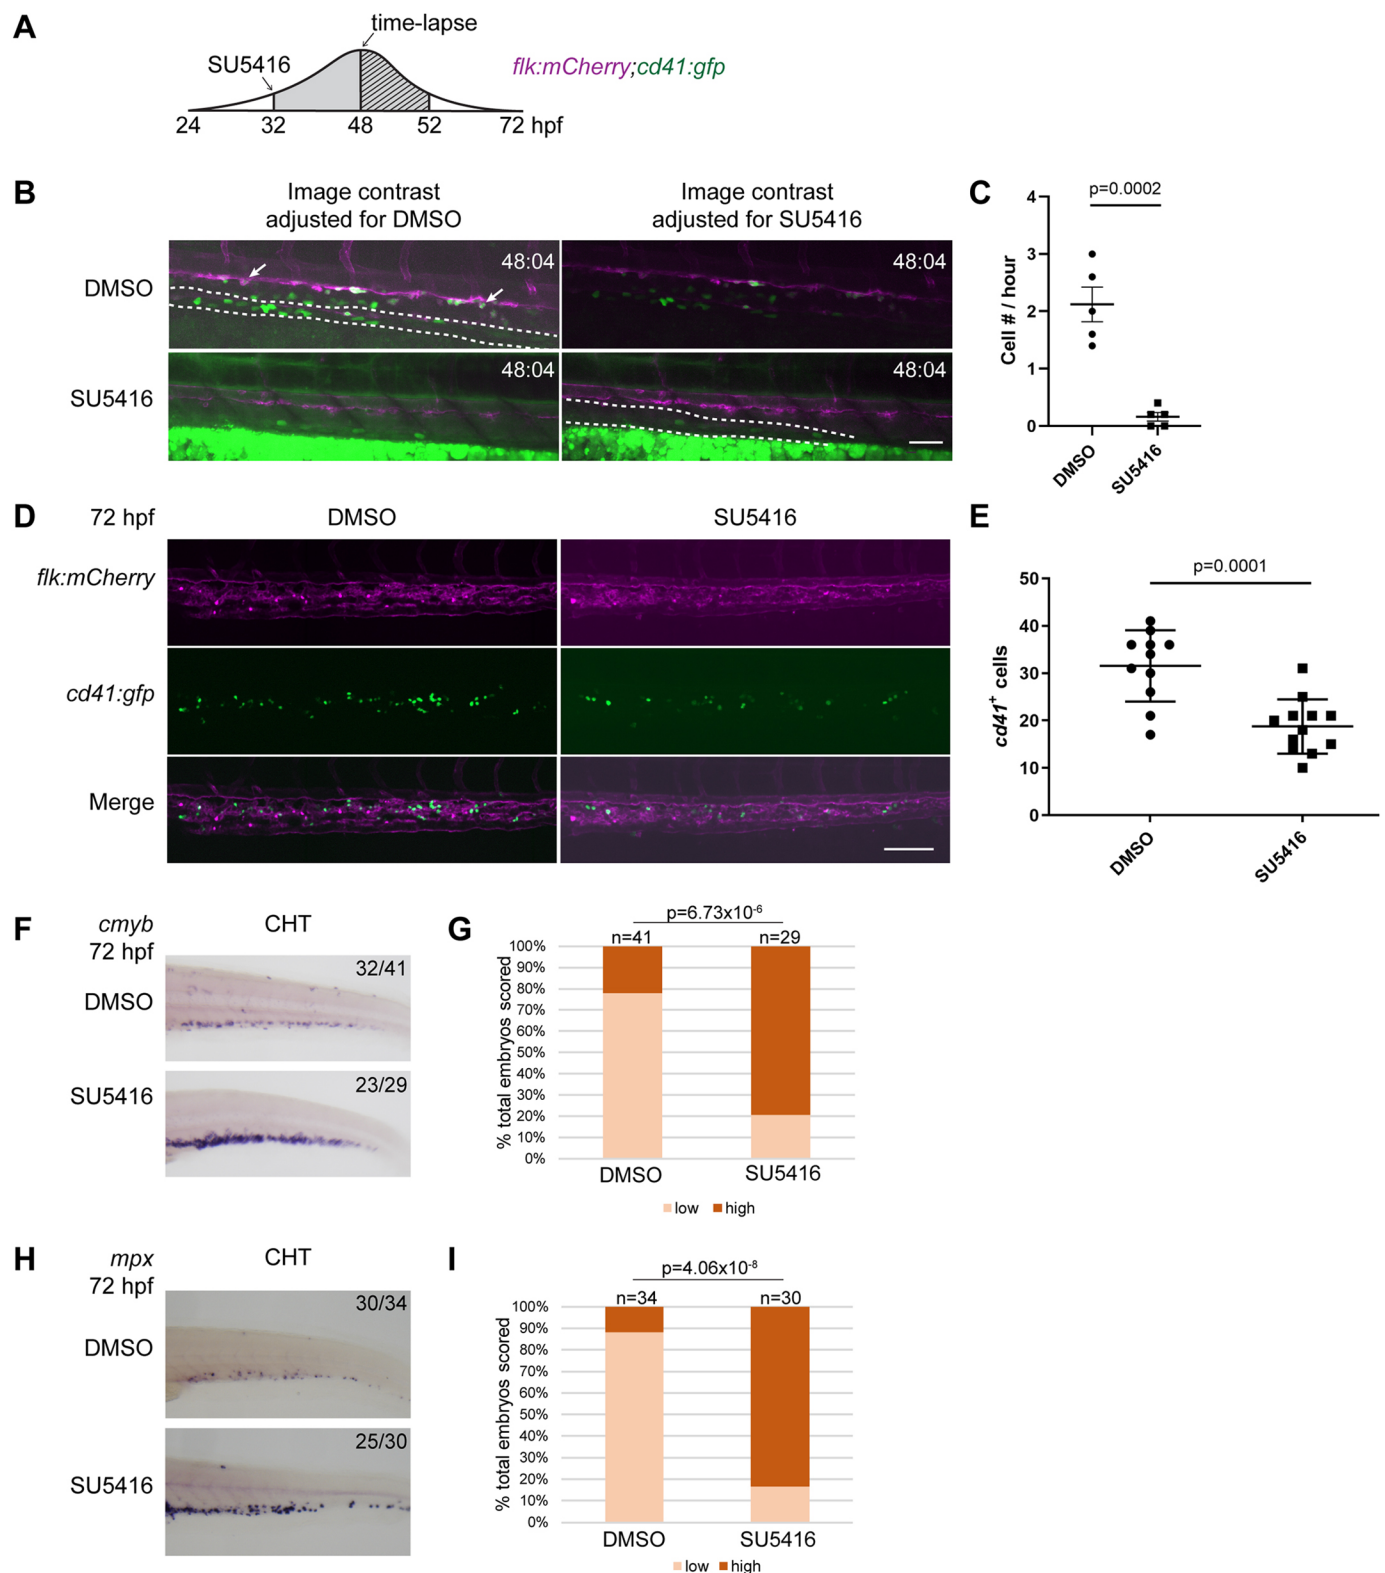 A
time-lapse
SU5416
flk:mCherry;cd41:gfp
24 32 48 52 72 hpf
B
Image contrast
adjusted for DMSO
Image contrast
adjusted for SU5416
DMSO
48:04
48:04
SU5416
48:04
48:04
C
p=0.0002
4
3
2
1
0
Cell # / hour
DMSO
SU5416
D
72 hpf
DMSO
SU5416
flk:mCherry
cd41:gfp
Merge
E
p=0.0001
50
40
30
20
10
0
cd41+ cells
DMSO
SU5416
F
cmyb
72 hpf
CHT
DMSO
32/41
SU5416
23/29
G
p=6.73x10-6
n=41
n=29
100%
90%
80%
70%
60%
50%
40%
30%
20%
10%
0%
% total embryos scored
DMSO
SU5416
low high
H
mpx
72 hpf
CHT
DMSO
30/34
SU5416
25/30
I
p=4.06x10-8
n=34
n=30
100%
90%
80%
70%
60%
50%
40%
30%
20%
10%
0%
% total embryos scored
DMSO
SU5416
low high